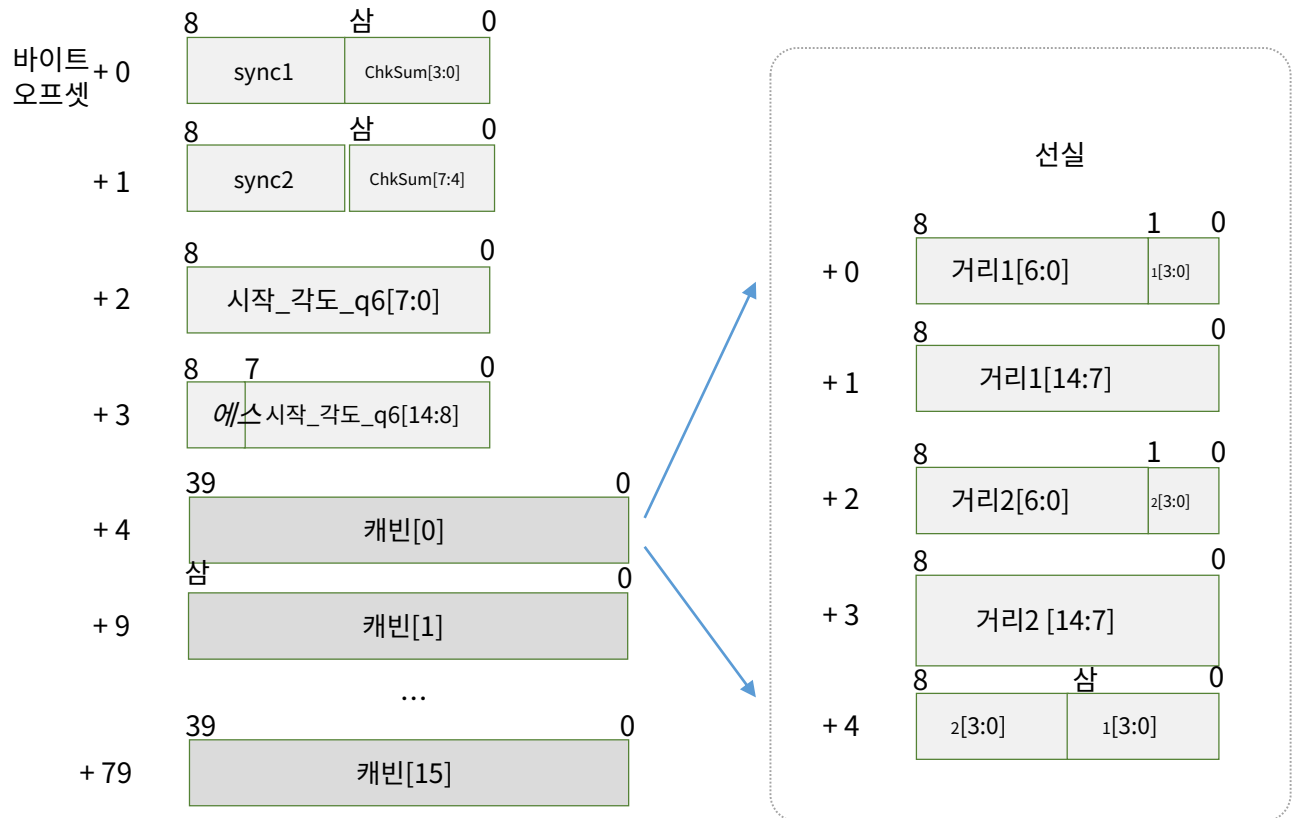 8 삼 0
바이트
오프셋
+ 0
sync1
ChkSum[3:0]
8 삼 0
+ 1
sync2
ChkSum[7:4]
8 0
+ 2
시작_각도_q6[7:0]
8 7 0
+ 3
에스
시작_각도_q6[14:8]
39 0
+ 4
캐빈[0]
삼 0
+ 9
캐빈[1]
...
39 0
+ 79
캐빈[15]
선실
8 1 0
+ 0
거리1[6:0]
1[3:0]
8 0
+ 1
거리1[14:7]
8 1 0
+ 2
거리2[6:0]
2[3:0]
8 0
+ 3
거리2 [14:7]
8 삼 0
+ 4
2[3:0]
1[3:0]